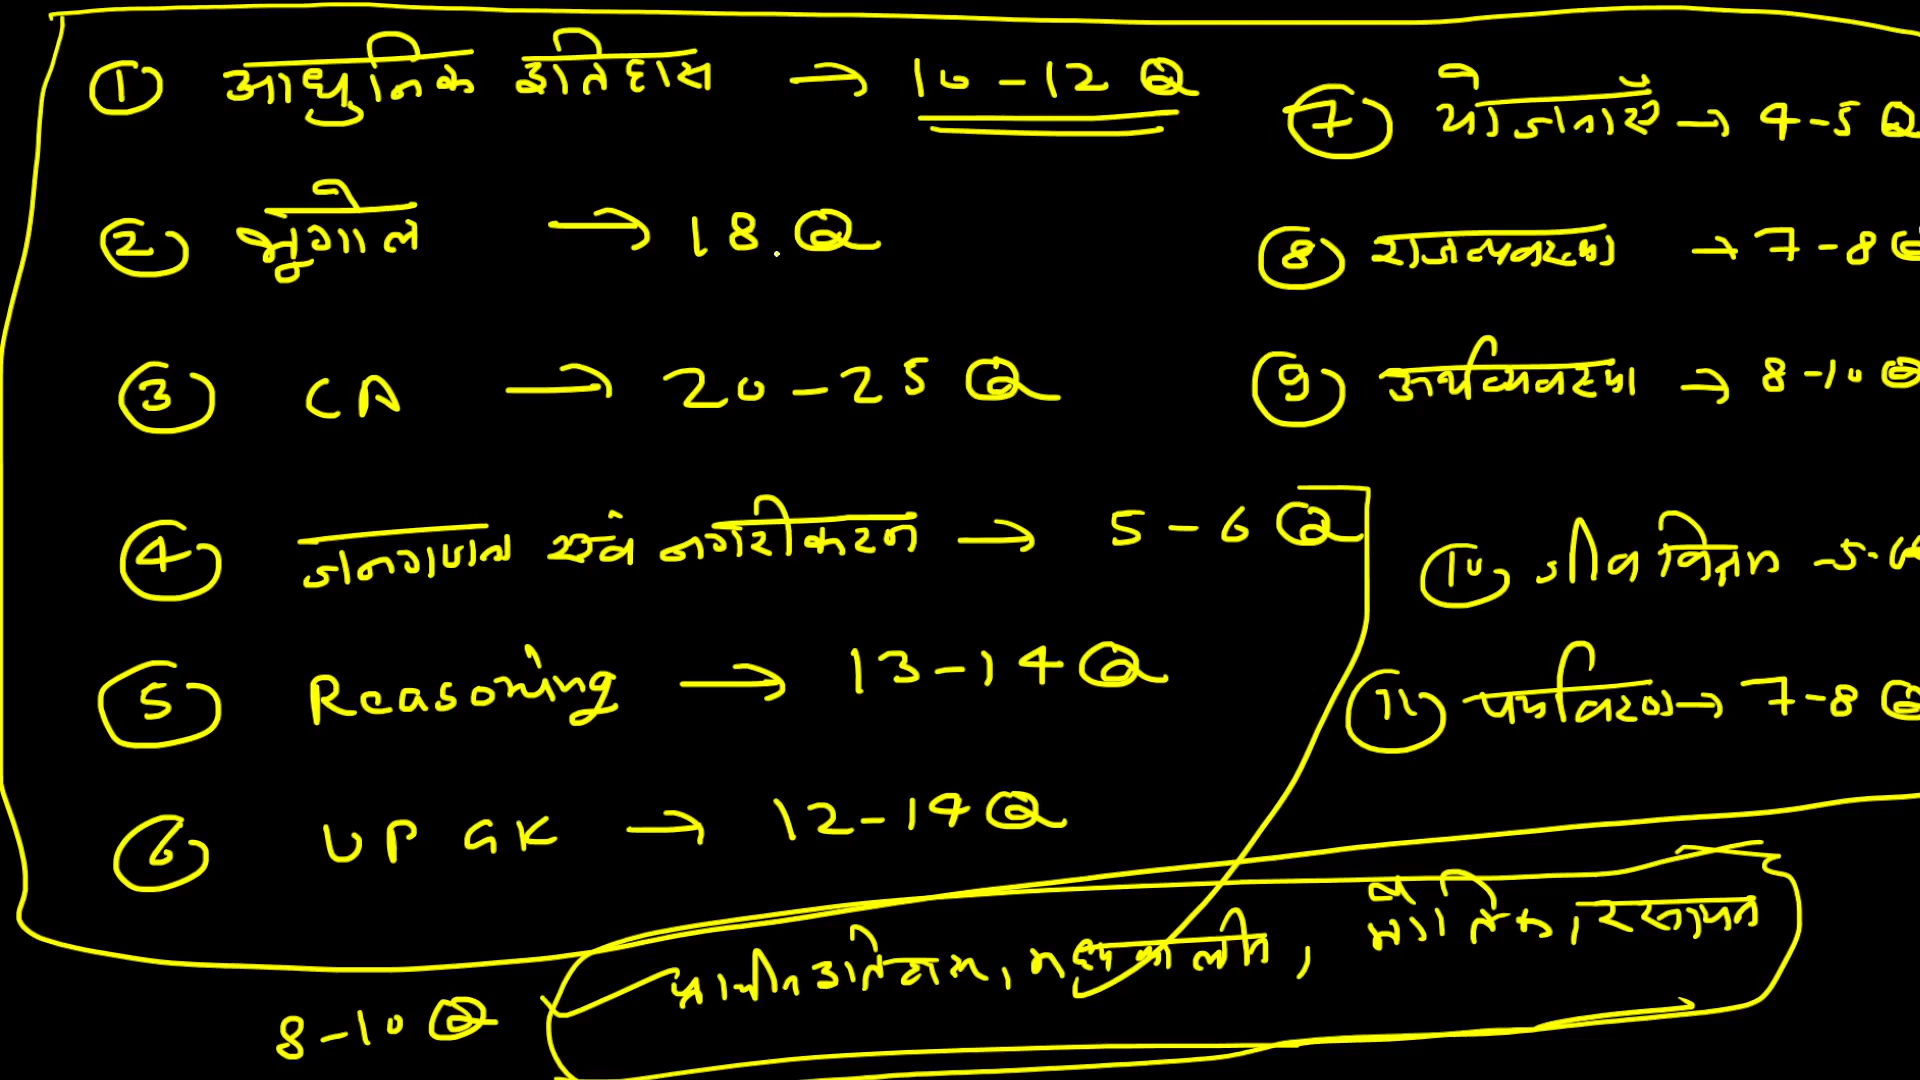 ① आधुनिक इतिहास → 10-12 Q
② भूगोल → 18. Q
③ CA → 20-25 Q
④ जनगणना एवं नगरीकरण → 5-6 Q
⑤ Reasoning → 13-14 Q
⑥ UP GK → 12-14 Q
⑦ योजनाएँ → 4-5 Q
⑧ राजव्यवस्था → 7-8 Q
⑨ अर्थव्यवस्था → 8-10 Q
⑩ जीव विज्ञान -5-6
⑪ पर्यावरण → 7-8 Q
8-10 Q प्राचीन इतिहास, मध्यकालीन, भौतिक, रसायन